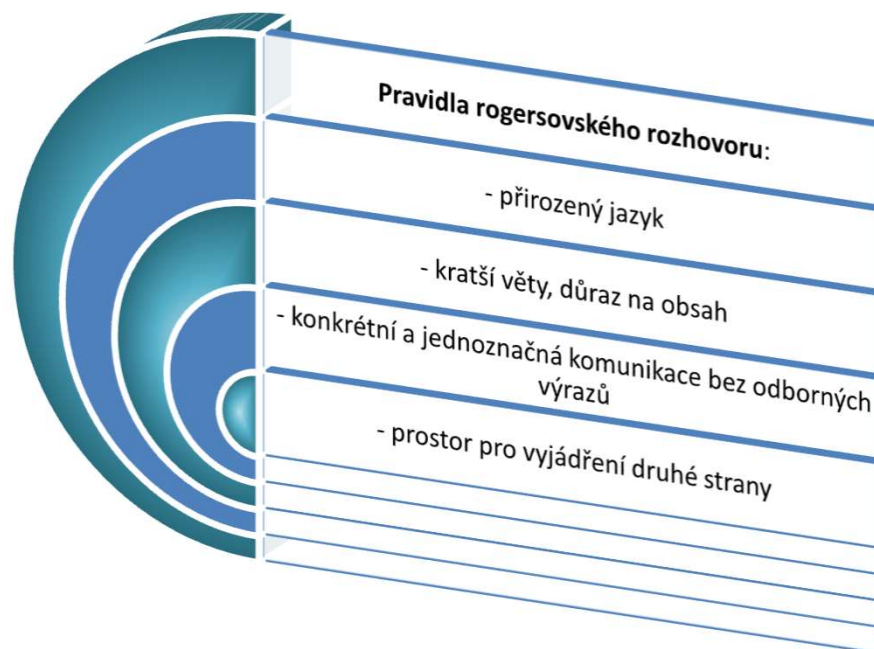 Pravidla rogersovského rozhovoru:
- přirozený jazyk
- kratší věty, důraz na obsah
- konkrétní a jednoznačná komunikace bez odborných
výrazů
- prostor pro vyjádření druhé strany